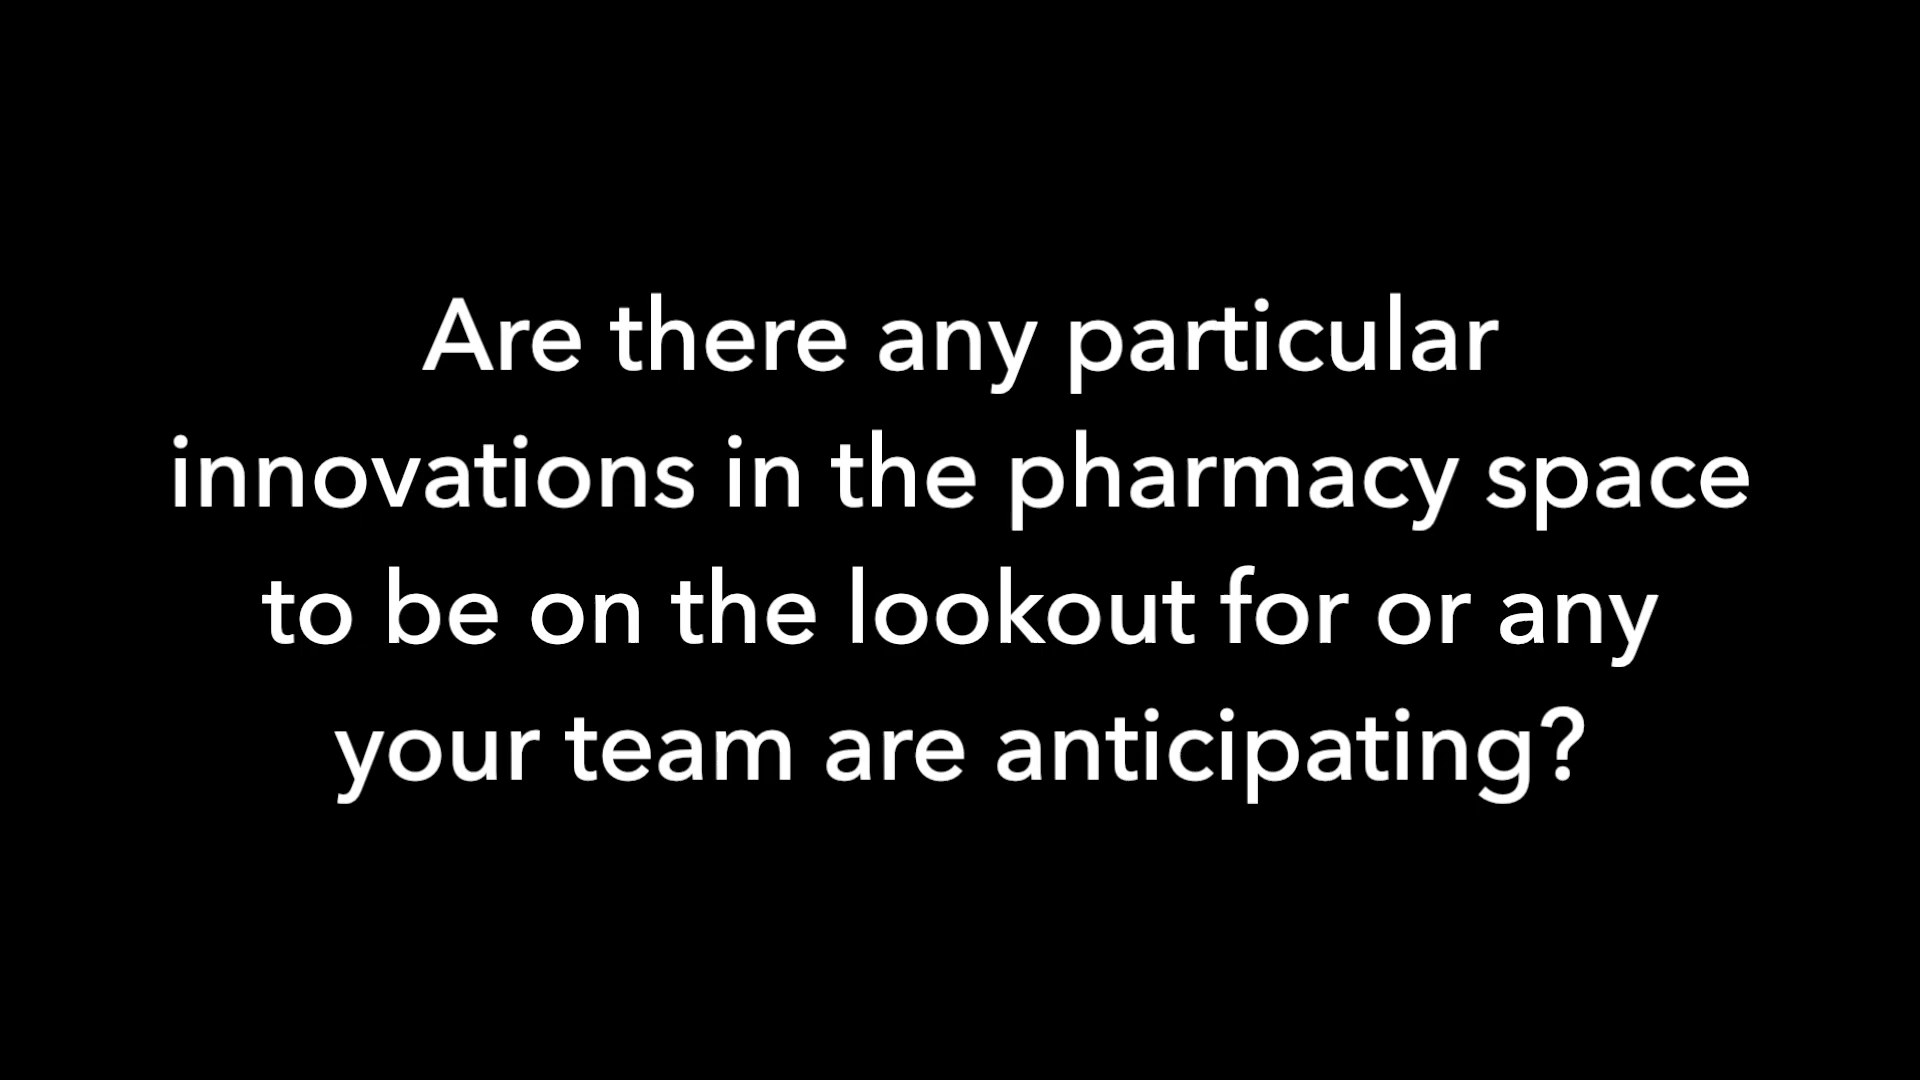 Are there any particular
innovations in the pharmacy space
to be on the lookout for or any
your team are anticipating?